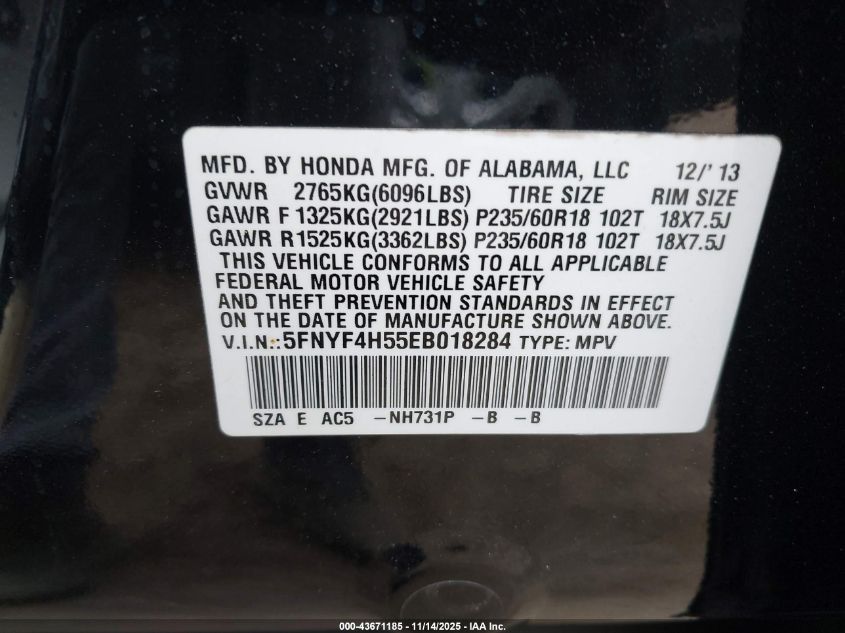 MFD. BY HONDA MFG. OF ALABAMA, LLC 12/'13
GVWR 2765KG(6096LBS) TIRE SIZE RIM SIZE
GAWR F 1325KG(2921LBS) P235/60R18 102T 18X7.5J
GAWR R1525KG(3362LBS) P235/60R18 102T 18X7.5J
THIS VEHICLE CONFORMS TO ALL APPLICABLE
FEDERAL MOTOR VEHICLE SAFETY
AND THEFT PREVENTION STANDARDS IN EFFECT
ON THE DATE OF MANUFACTURE SHOWN ABOVE.
V.I.N.: 5FNYF4H55EB018284 TYPE: MPV
SZA E AC5 -NH731P -B -B
000-43671185 - 11/14/2025 - IAA Inc.